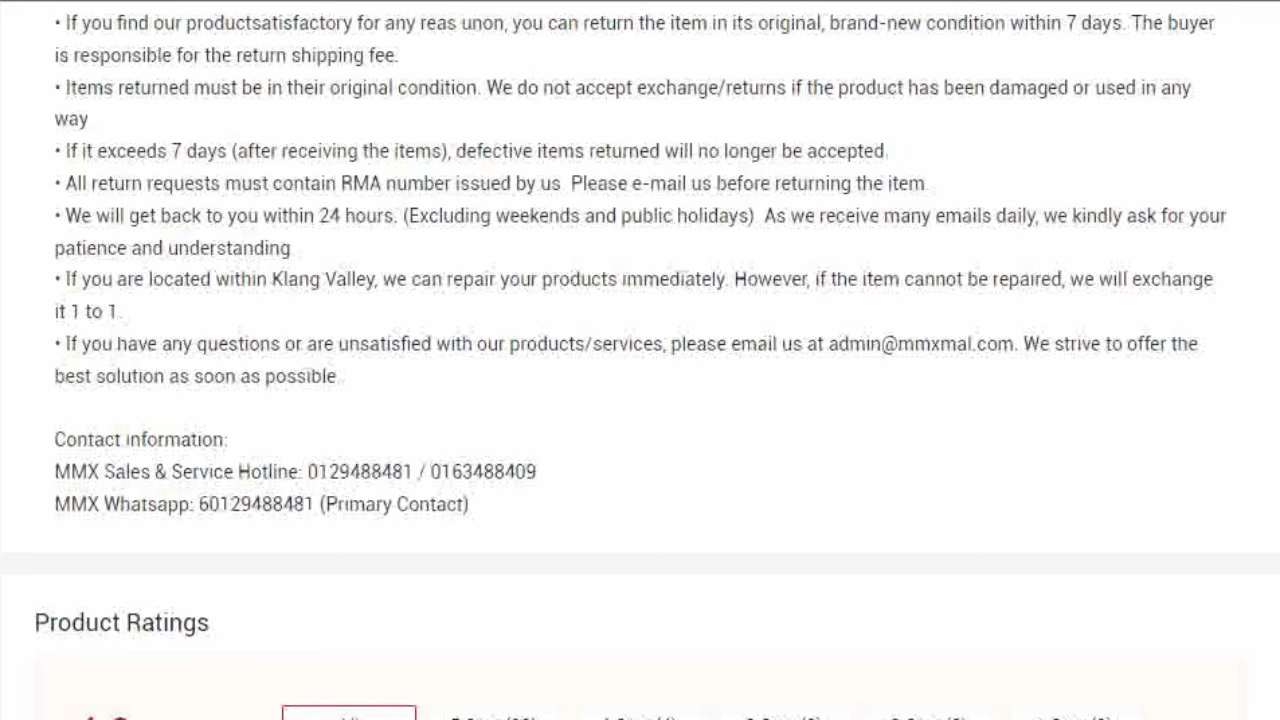 • If you find our productsatisfactory for any reas unon, you can return the item in its original, brand-new condition within 7 days. The buyer
is responsible for the return shipping fee.
• Items returned must be in their original condition. We do not accept exchange/returns if the product has been damaged or used in any
way
• If it exceeds 7 days (after receiving the items), defective items returned will no longer be accepted.
• All return requests must contain RMA number issued by us Please e-mail us before returning the item.
• We will get back to you within 24 hours. (Excluding weekends and public holidays) As we receive many emails daily, we kindly ask for your
patience and understanding
• If you are located within Klang Valley, we can repair your products immediately. However, if the item cannot be repaired, we will exchange
it 1 to 1.
• If you have any questions or are unsatisfied with our products/services, please email us at admin@mmxmal.com. We strive to offer the
best solution as soon as possible.
Contact information:
MMX Sales & Service Hotline: 0129488481 / 0163488409
MMX Whatsapp: 60129488481 (Primary Contact)
Product Ratings